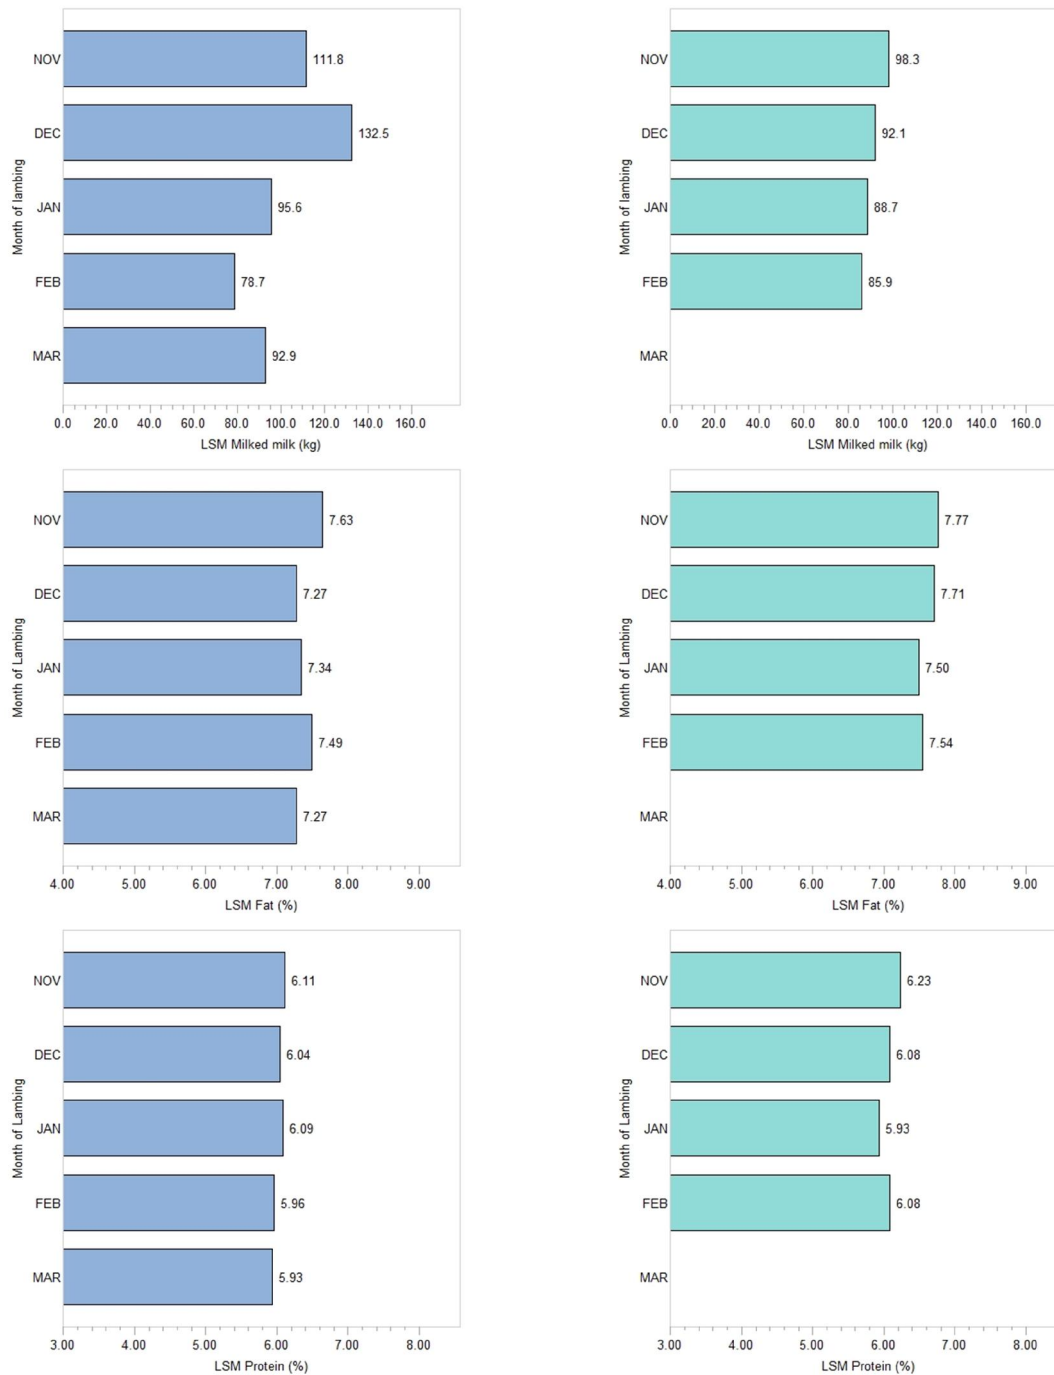 NOV
111.8
DEC
132.5
JAN
95.6
FEB
78.7
MAR
92.9
Month of lambing
0.0 20.0 40.0 60.0 80.0 100.0 120.0 140.0 160.0
LSM Milked milk (kg)
NOV
98.3
DEC
92.1
JAN
88.7
FEB
85.9
MAR
Month of lambing
0.0 20.0 40.0 60.0 80.0 100.0 120.0 140.0 160.0
LSM Milked milk (kg)
NOV
7.63
DEC
7.27
JAN
7.34
FEB
7.49
MAR
7.27
Month of Lambing
4.00 5.00 6.00 7.00 8.00 9.00
LSM Fat (%)
NOV
7.77
DEC
7.71
JAN
7.50
FEB
7.54
MAR
Month of Lambing
4.00 5.00 6.00 7.00 8.00 9.00
LSM Fat (%)
NOV
6.11
DEC
6.04
JAN
6.09
FEB
5.96
MAR
5.93
Month of Lambing
3.00 4.00 5.00 6.00 7.00 8.00
LSM Protein (%)
NOV
6.23
DEC
6.08
JAN
5.93
FEB
6.08
MAR
Month of Lambing
3.00 4.00 5.00 6.00 7.00 8.00
LSM Protein (%)